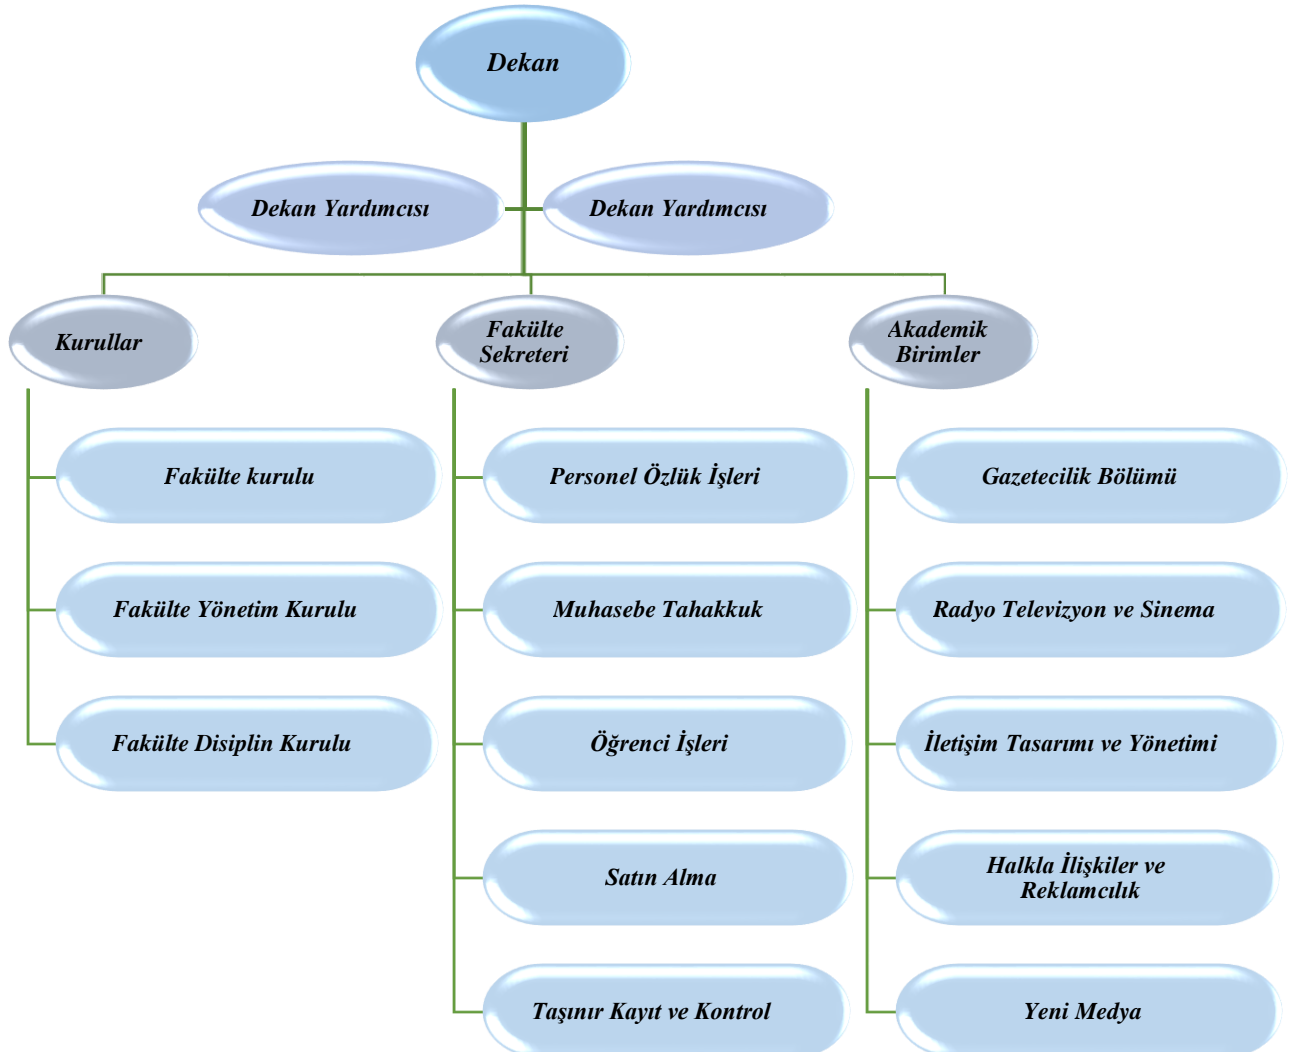 Dekan
Dekan Yardımcısı
Dekan Yardımcısı
Kurullar
Fakülte
Sekreteri
Akademik
Birimler
Fakülte kurulu
Personel Özlük İşleri
Gazetecilik Bölümü
Fakülte Yönetim Kurulu
Muhasebe Tahakkuk
Radyo Televizyon ve Sinema
Fakülte Disiplin Kurulu
Öğrenci İşleri
İletişim Tasarımı ve Yönetimi
Satın Alma
Halkla İlişkiler ve
Reklamcılık
Taşınır Kayıt ve Kontrol
Yeni Medya